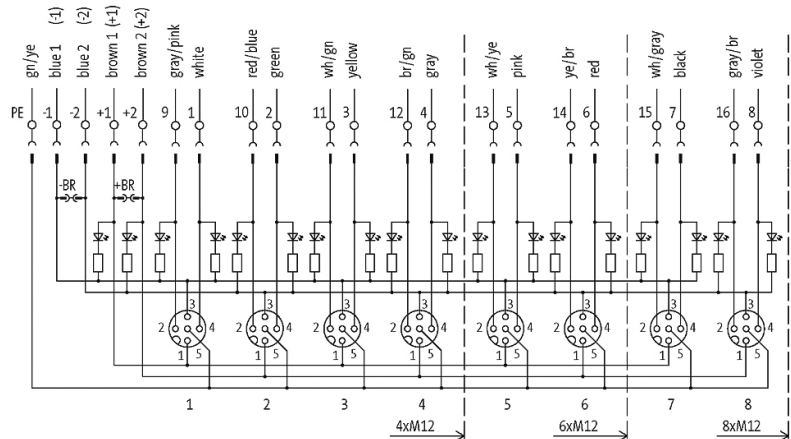 gn/ye blue 1 (-1) blue 2 (-2) brown 1 (+1) brown 2 (+2) gray/pink white red/blue green wh/gn yellow br/gn gray wh/ye pink ye/br red wh/gray black gray/br violet
PE -1 -2 +1 +2 9 1 10 2 11 3 12 4 13 5 14 6 15 7 16 8
-BR +BR
3 3 3 3 3 3 3 3
2 4 2 4 2 4 2 4 2 4 2 4 2 4 2 4
1 5 1 5 1 5 1 5 1 5 1 5 1 5 1 5
1 2 3 4 5 6 7 8
4xM12 6xM12 8xM12